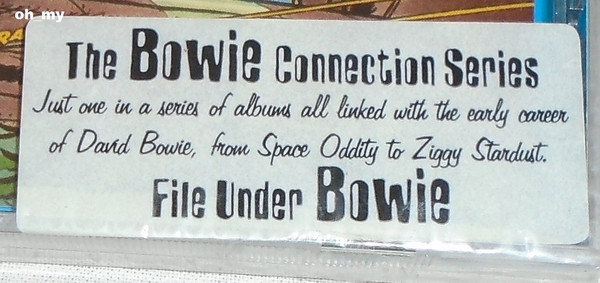 oh_my
RA
The Bowie Connection Series
Just one in a series of albums all linked with the early career
of David Bowie, from Space Oddity to Ziggy Stardust.
File Under Bowie